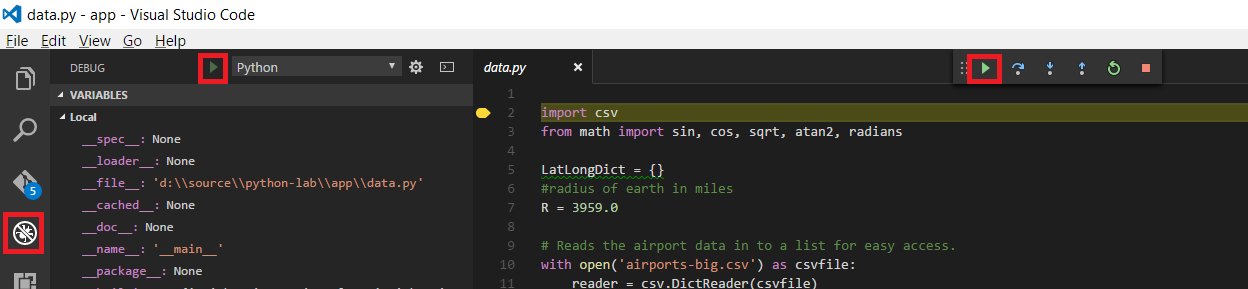 data.py - app - Visual Studio Code
File Edit View Go Help
DEBUG
Python
VARIABLES
Local
__spec__: None
__loader__: None
__file__: 'd:\\source\\python-lab\\app\\data.py'
__cached__: None
__doc__: None
__name__: '__main__'
__package__: None
5
data.py
1
2 import csv
3 from math import sin, cos, sqrt, atan2, radians
4
5 LatLongDict = {}
6 #radius of earth in miles
7 R = 3959.0
8
9 # Reads the airport data in to a list for easy access.
10 with open('airports-big.csv') as csvfile:
11 reader = csv.DictReader(csvfile)